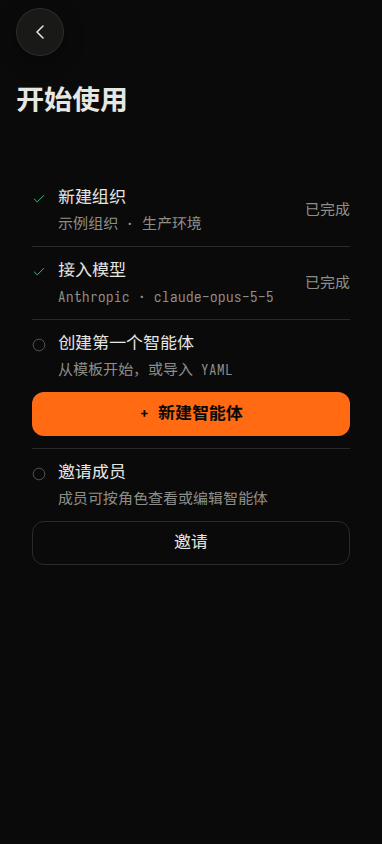 开始使用
新建组织
示例组织 · 生产环境
已完成
接入模型
Anthropic · claude-opus-5-5
已完成
创建第一个智能体
从模板开始，或导入 YAML
+ 新建智能体
邀请成员
成员可按角色查看或编辑智能体
邀请